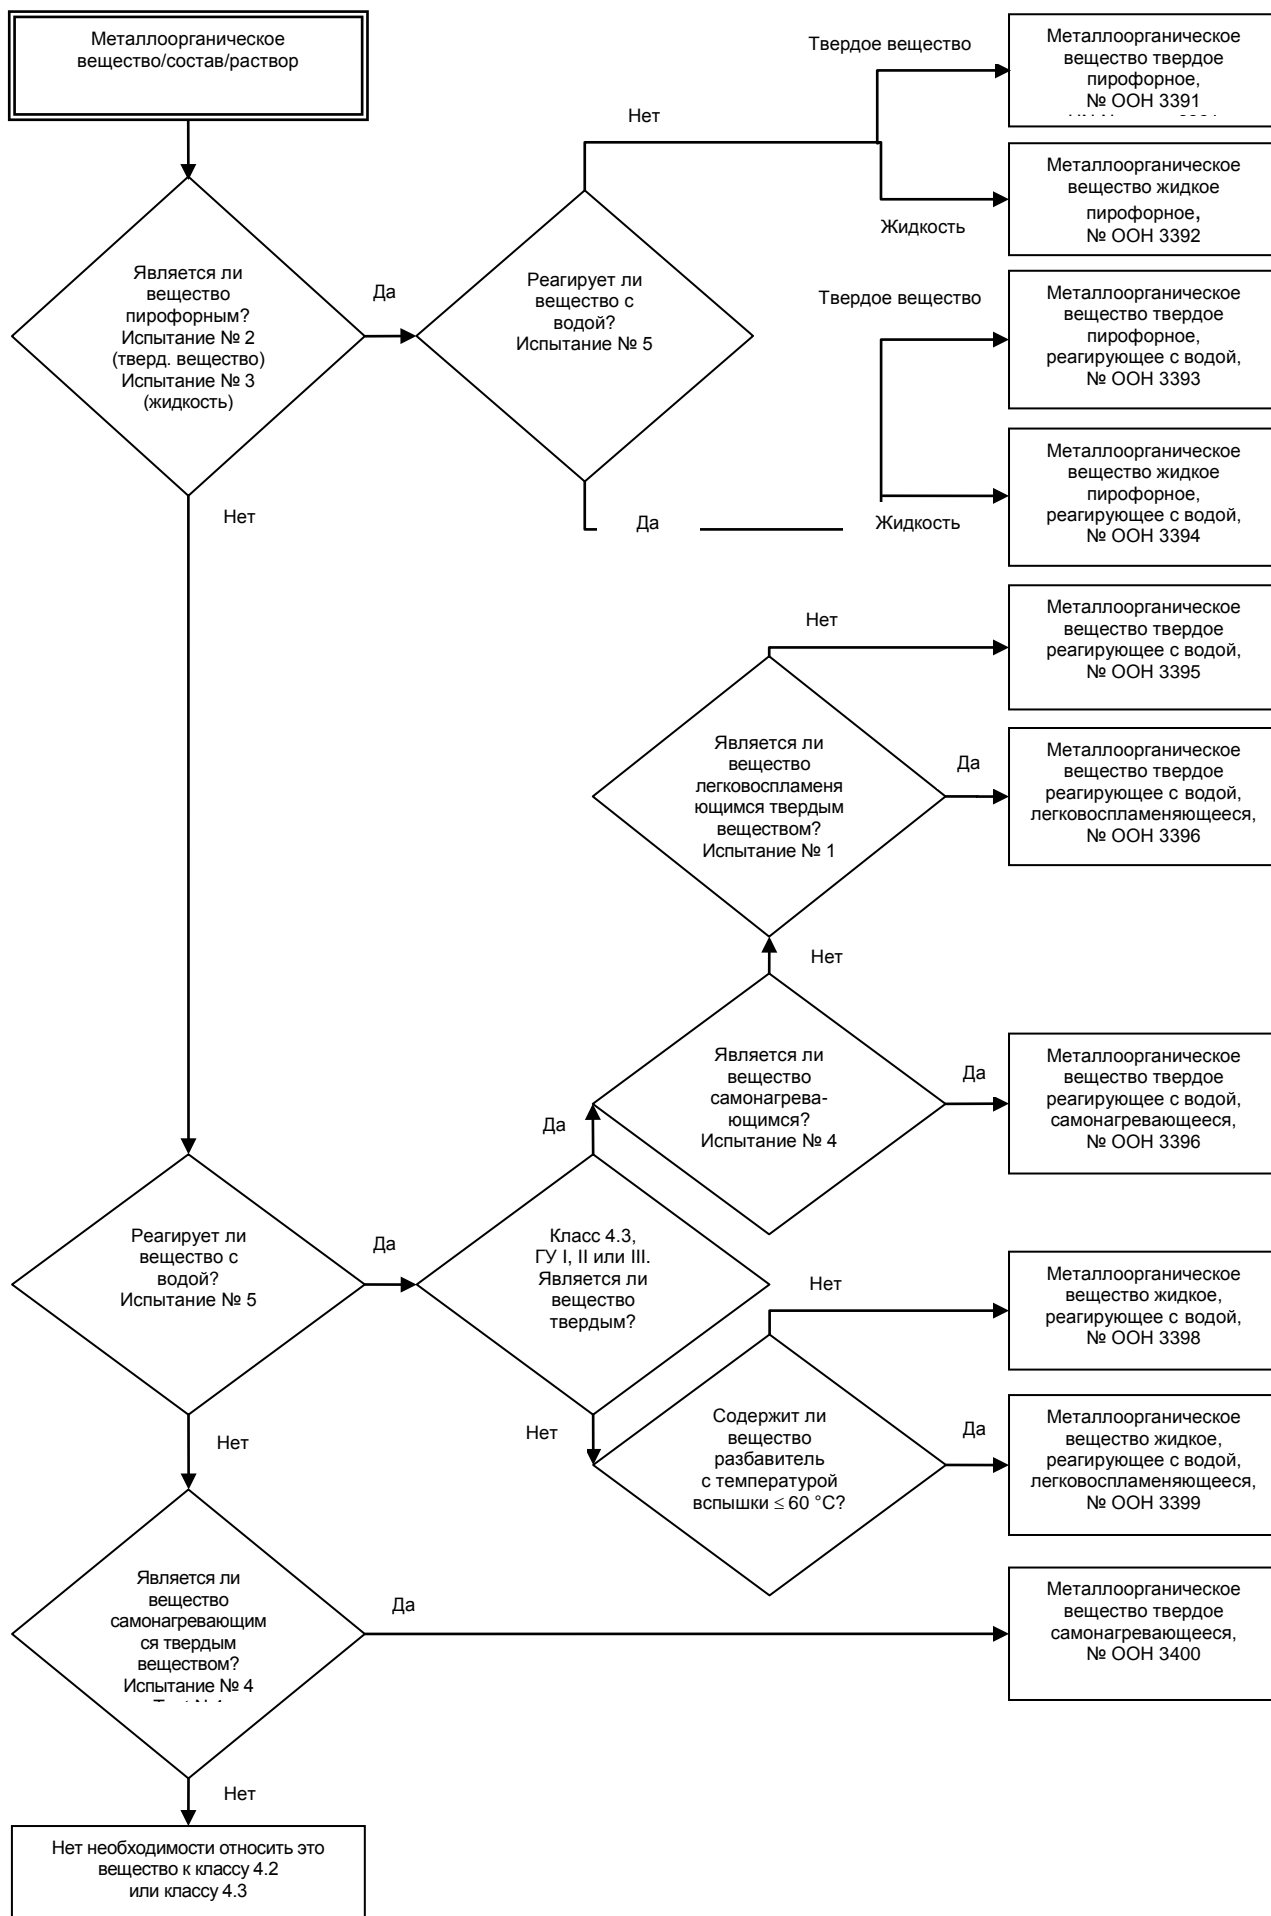 Металлоорганическое
вещество/состав/раствор
Твердое вещество
Металлоорганическое
вещество твердое
пирофорное,
№ ООН 3391
Нет
Металлоорганическое
вещество жидкое
пирофорное,
№ ООН 3392
Жидкость
Является ли
вещество
пирофорным?
Испытание № 2
(тверд. вещество)
Испытание № 3
(жидкость)
Да
Реагирует ли
вещество с
водой?
Испытание № 5
Твердое вещество
Металлоорганическое
вещество твердое
пирофорное,
реагирующее с водой,
№ ООН 3393
Металлоорганическое
вещество жидкое
пирофорное,
реагирующее с водой,
№ ООН 3394
Нет
Да
Жидкость
Нет
Металлоорганическое
вещество твердое
реагирующее с водой,
№ ООН 3395
Является ли
вещество
легковоспламеня
ющимся твердым
веществом?
Испытание № 1
Да
Металлоорганическое
вещество твердое
реагирующее с водой,
легковоспламеняющееся,
№ ООН 3396
Нет
Является ли
вещество
самонагрева-
ющимся?
Испытание № 4
Да
Металлоорганическое
вещество твердое
реагирующее с водой,
самонагревающееся,
№ ООН 3396
Да
Реагирует ли
вещество с
водой?
Испытание № 5
Да
Класс 4.3,
ГУ I, II или III.
Является ли
вещество
твердым?
Нет
Металлоорганическое
вещество жидкое,
реагирующее с водой,
№ ООН 3398
Нет
Нет
Содержит ли
вещество
разбавитель
с температурой
вспышки ≤ 60 °C?
Да
Металлоорганическое
вещество жидкое,
реагирующее с водой,
легковоспламеняющееся,
№ ООН 3399
Является ли
вещество
самонагревающим
ся твердым
веществом?
Испытание № 4
Да
Металлоорганическое
вещество твердое
самонагревающееся,
№ ООН 3400
Нет
Нет необходимости относить это
вещество к классу 4.2
или классу 4.3